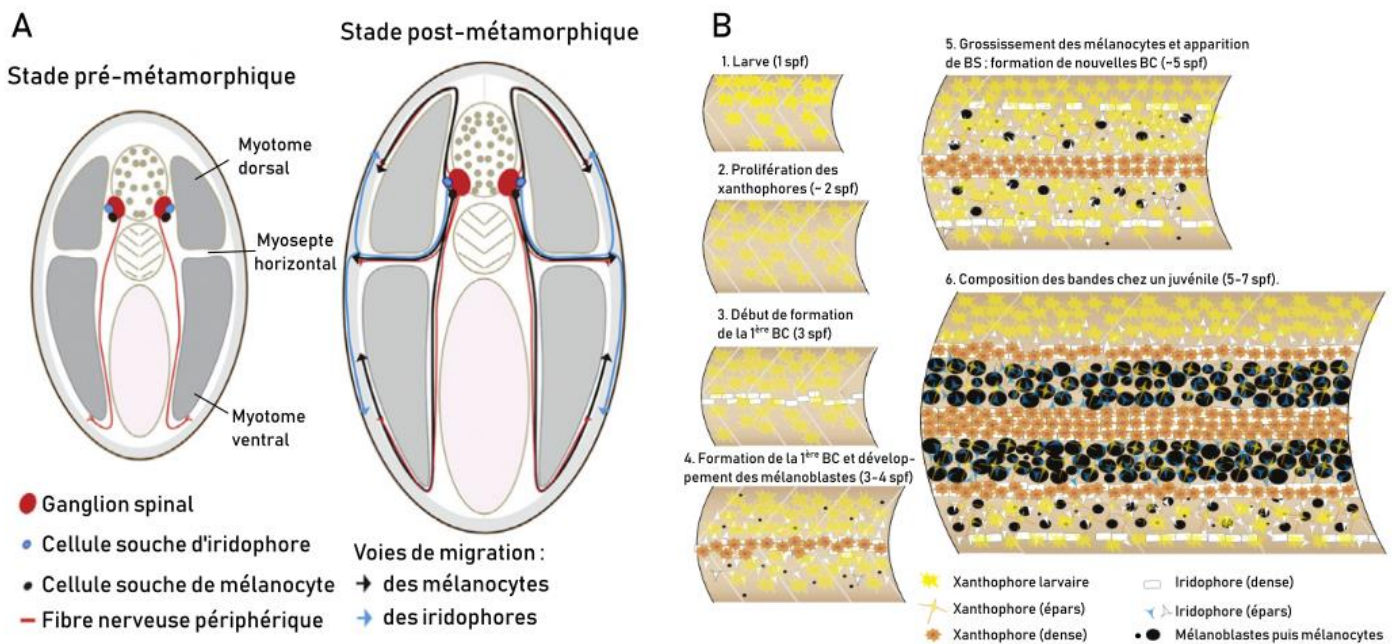 A
Stade pré-métamorphique
Stade post-métamorphique
Myotome
dorsal
Myosepte
horizontal
Myotome
ventral
Ganglion spinal
Cellule souche d'iridophore
Cellule souche de mélanocyte
Fibre nerveuse périphérique
Voies de migration :
des mélanocytes
des iridophores
B
1. Larve (1 spf)
2. Prolifération des
xanthophores (~ 2 spf)
3. Début de formation
de la 1ère BC (3 spf)
4. Formation de la 1ère BC et dévelop-
pement des mélanoblastes (3-4 spf)
5. Grossissement des mélanocytes et apparition
de BS ; formation de nouvelles BC (~5 spf)
6. Composition des bandes chez un juvénile (5-7 spf).
Xanthophore larvaire
Xanthophore (épars)
Xanthophore (dense)
Iridophore (dense)
Iridophore (épars)
Mélanoblastes puis mélanocytes